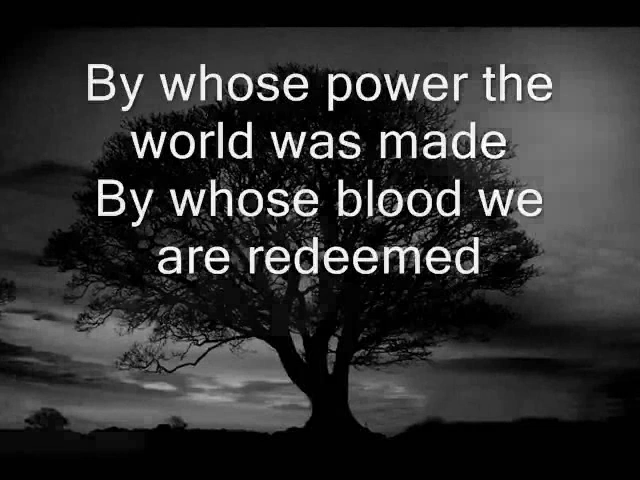 By whose power the
world was made
By whose blood we
are redeemed